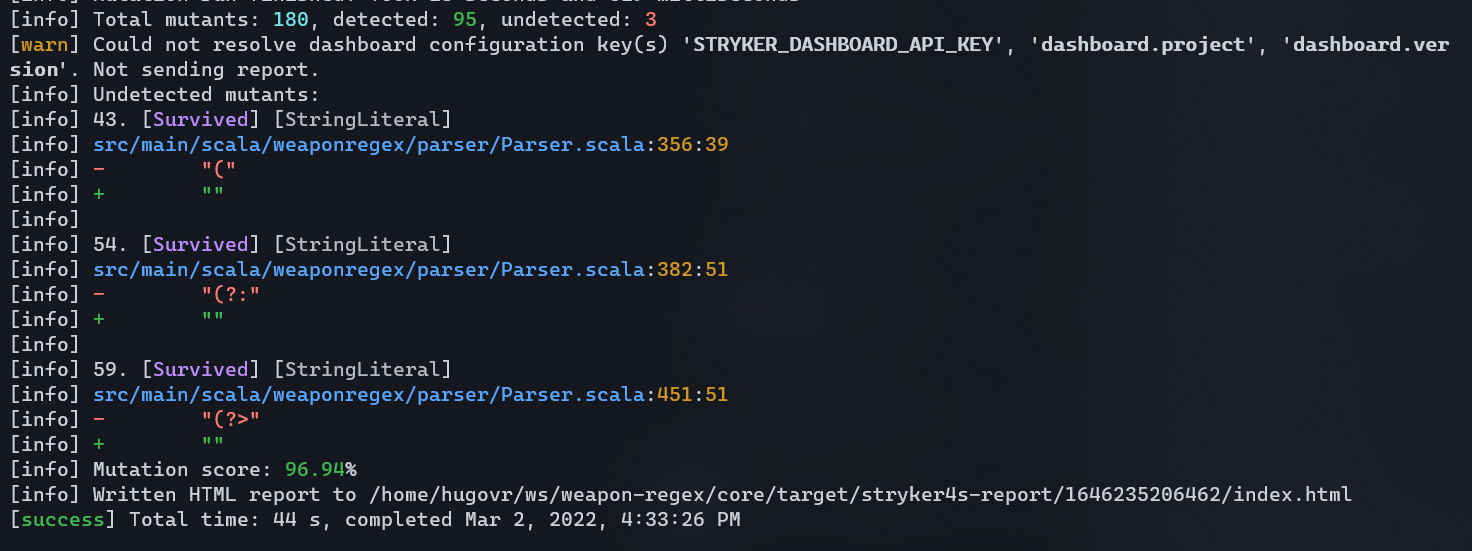 [info] Total mutants: 180, detected: 95, undetected: 3
[warn] Could not resolve dashboard configuration key(s) 'STRYKER_DASHBOARD_API_KEY', 'dashboard.project', 'dashboard.ver
sion'. Not sending report.
[info] Undetected mutants:
[info] 43. [Survived] [StringLiteral]
[info] src/main/scala/weaponregex/parser/Parser.scala:356:39
[info] -        "("
[info] +        ""
[info]
[info] 54. [Survived] [StringLiteral]
[info] src/main/scala/weaponregex/parser/Parser.scala:382:51
[info] -        "(?:"
[info] +        ""
[info]
[info] 59. [Survived] [StringLiteral]
[info] src/main/scala/weaponregex/parser/Parser.scala:451:51
[info] -        "(?>"
[info] +        ""
[info] Mutation score: 96.94%
[info] Written HTML report to /home/hugovr/ws/weapon-regex/core/target/stryker4s-report/1646235206462/index.html
[success] Total time: 44 s, completed Mar 2, 2022, 4:33:26 PM